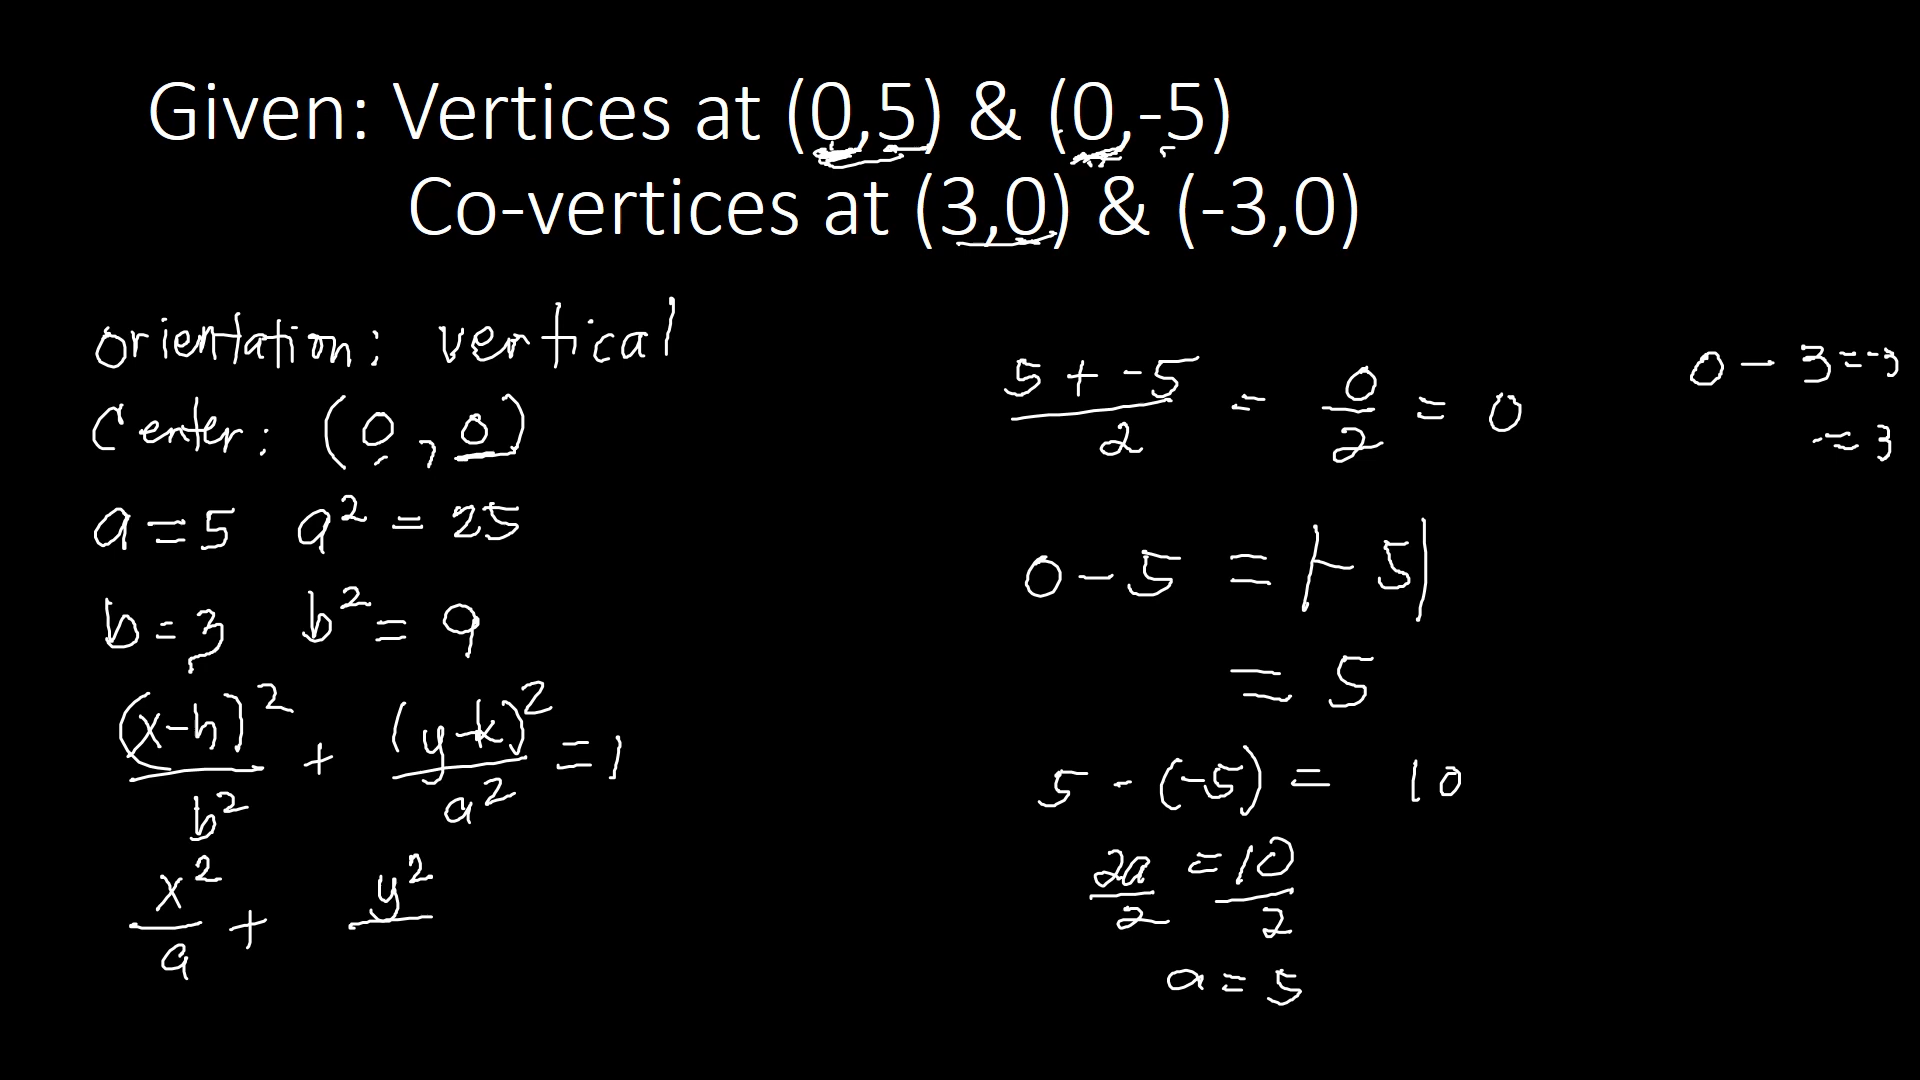 Given: Vertices at (0,5) & (0,-5)
Co-vertices at (3,0) & (-3,0)
orientation: vertical
Center: (0, 0)
a = 5 a² = 25
b = 3 b² = 9
(x-h)²/b² + (y-k)²/a² = 1
x²/9 + y²
5 + -5/2 = 0/2 = 0
0 - 5 = |-5|
= 5
5 - (-5) = 10
2a/2 = 10/2
a = 5
0 - 3 = -3
= 3